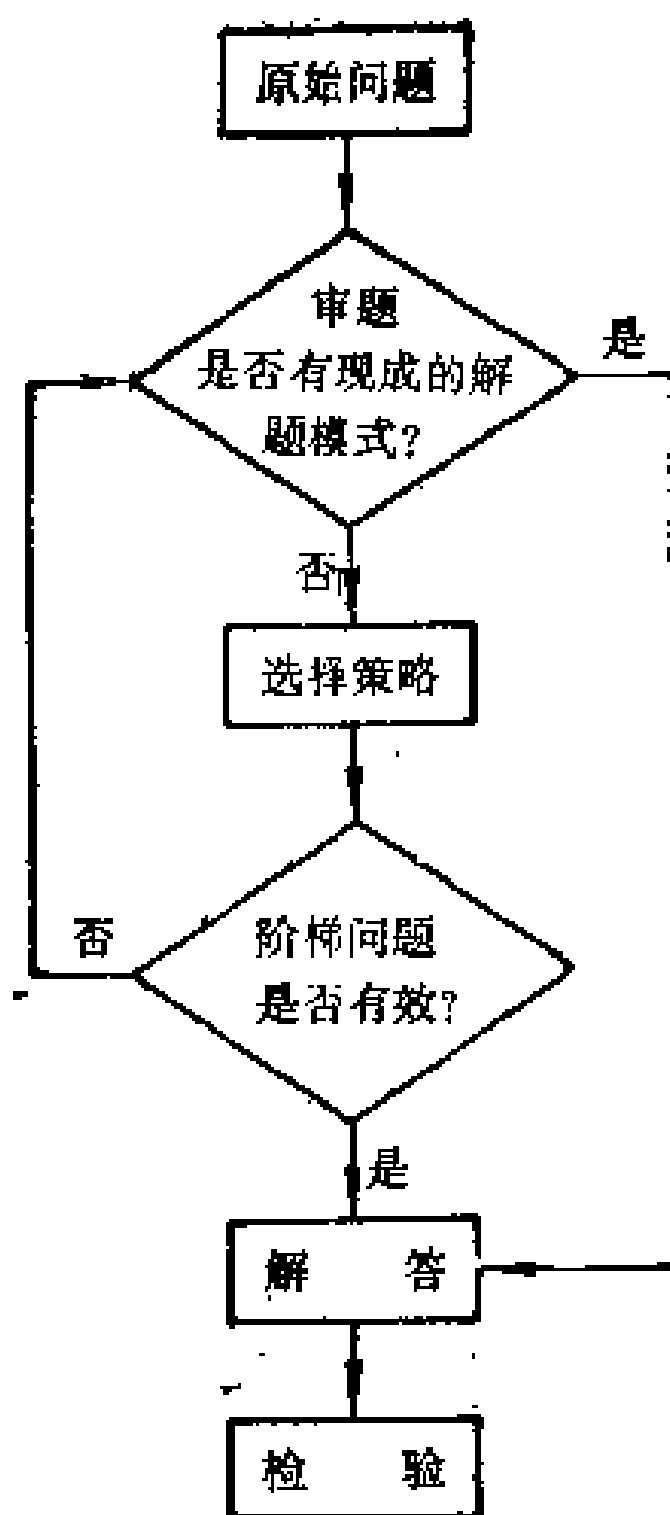 原始问题
审题
是否有现成的解
题模式?
是
否
选择策略
否
阶梯问题
是否有效?
是
解 答
检 验